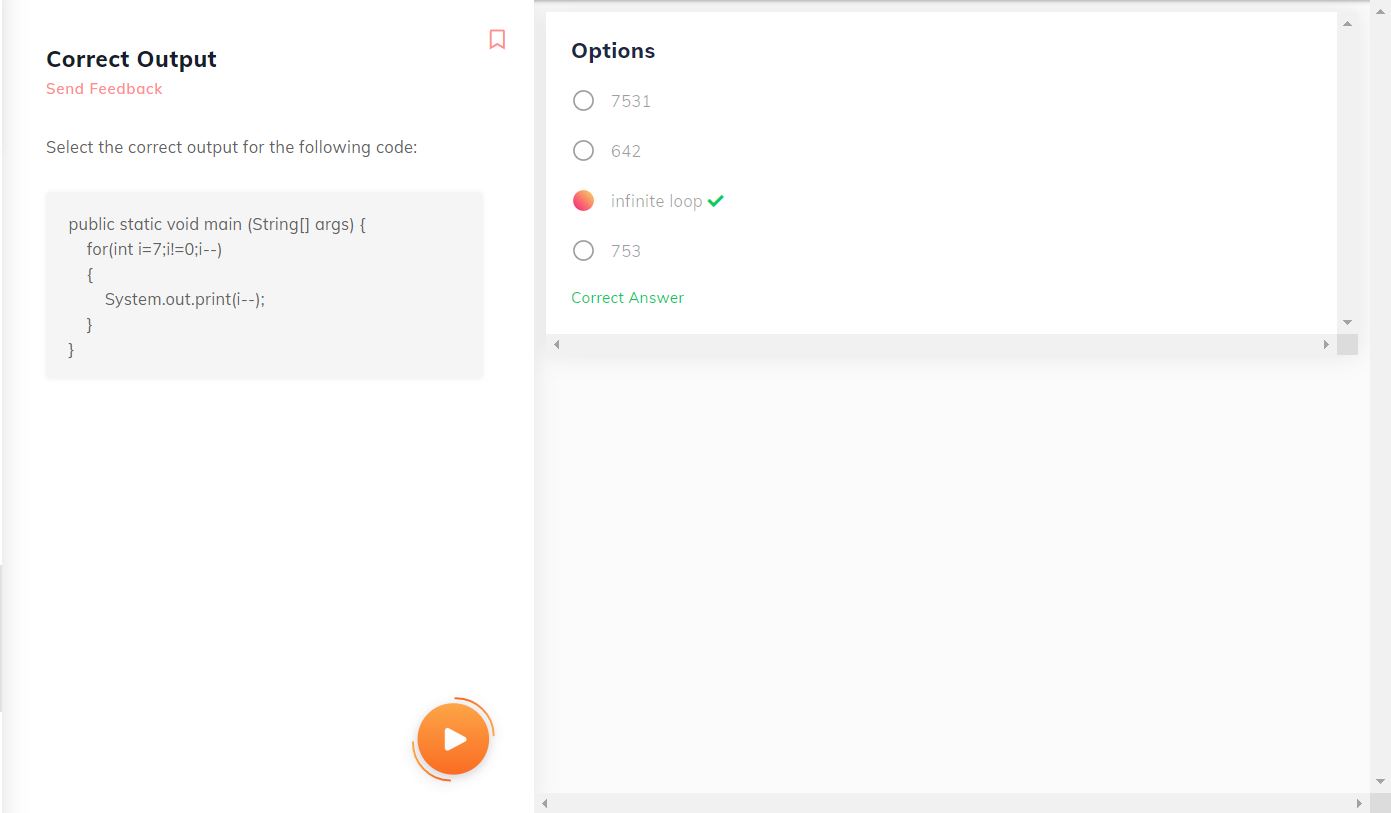 Correct Output
Send Feedback
Select the correct output for the following code:
public static void main (String[] args) {
    for(int i=7;i!=0;i--)
    {
        System.out.print(i--);
    }
}
Options
7531
642
infinite loop
753
Correct Answer